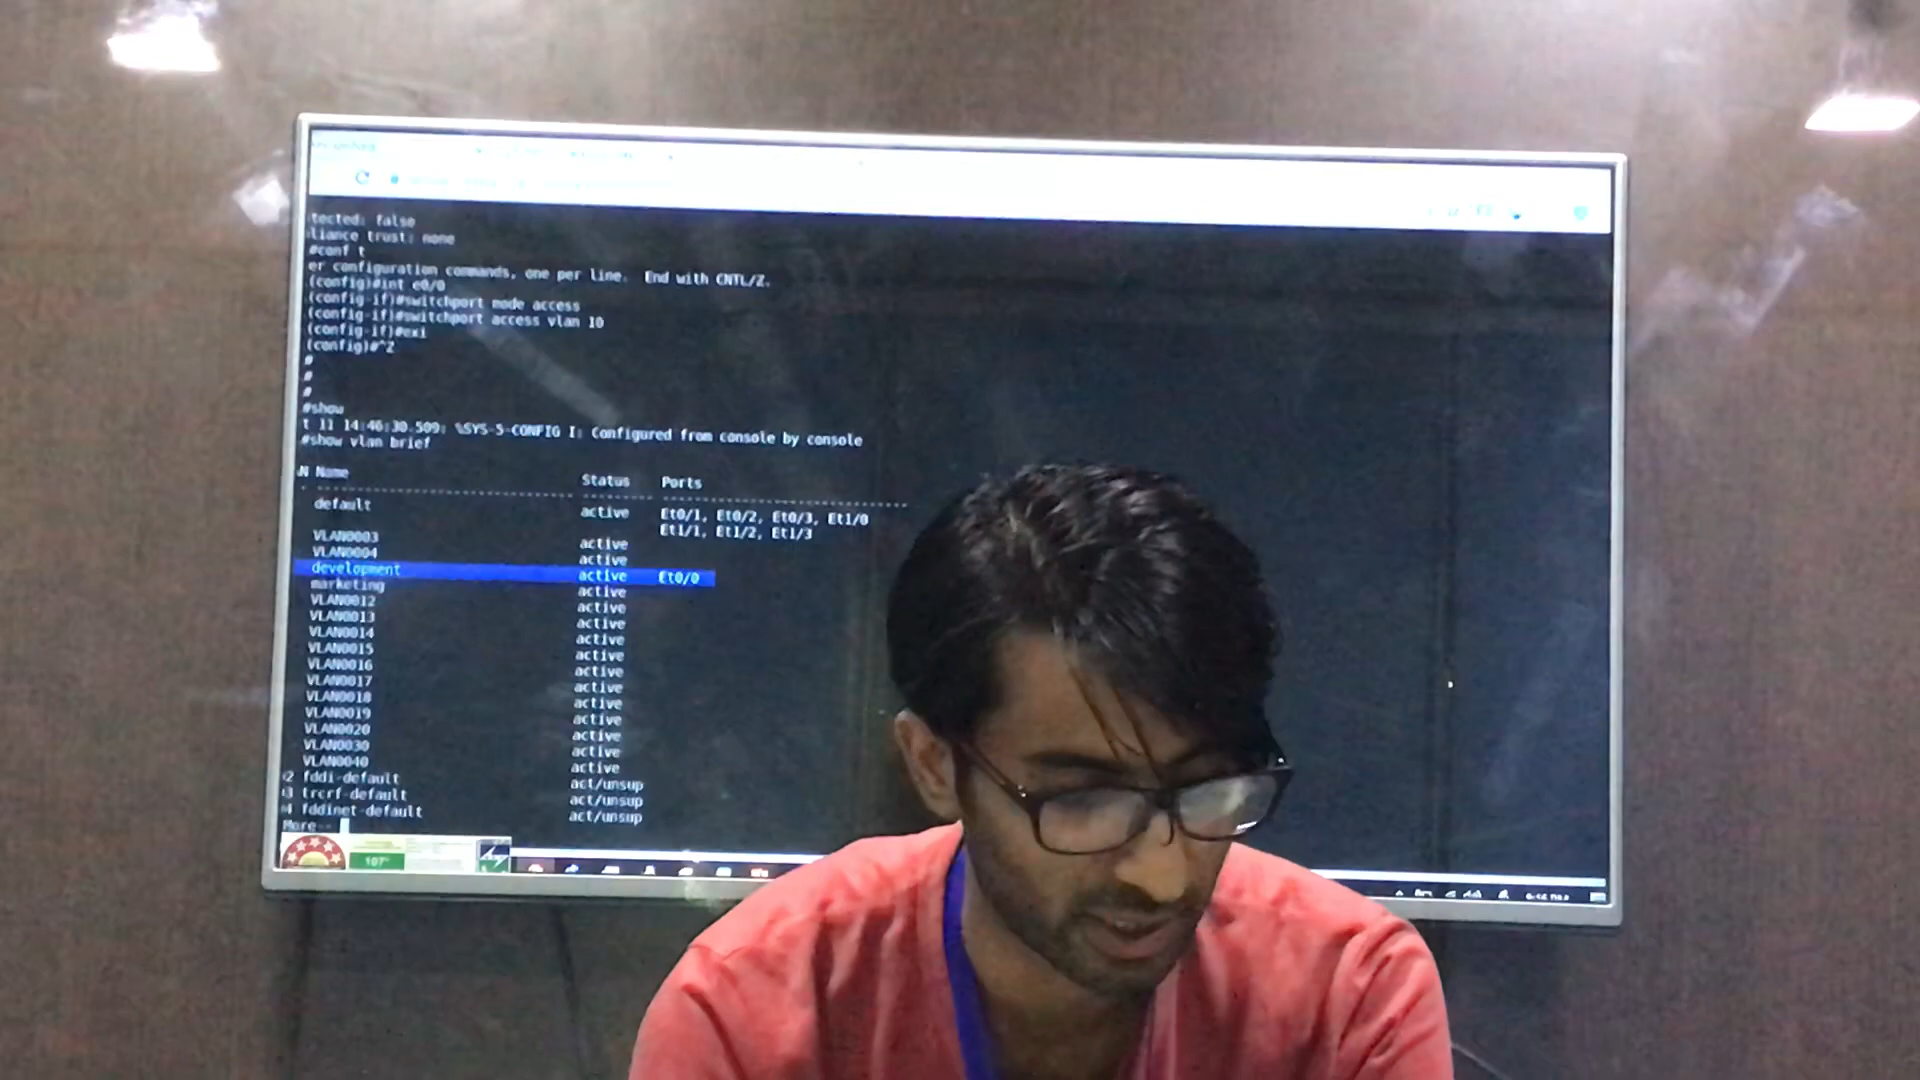 tected: false
liance trust: none
#conf t
er configuration commands, one per line. End with CNTL/Z.
(config)#int e0/0
(config-if)#switchport mode access
(config-if)#switchport access vlan 10
(config-if)#exi
(config)#^Z
#
#
#
#show
t 11 14:46:30.509: %SYS-5-CONFIG_I: Configured from console by console
#show vlan brief
N Name Status Ports
default active Et0/1, Et0/2, Et0/3, Et1/0
Et1/1, Et1/2, Et1/3
VLAN0003 active
VLAN0004 active
development active Et0/0
marketing active
VLAN0012 active
VLAN0013 active
VLAN0014 active
VLAN0015 active
VLAN0016 active
VLAN0017 active
VLAN0018 active
VLAN0019 active
VLAN0020 active
VLAN0030 active
VLAN0040 active
2 fddi-default act/unsup
3 trcrf-default act/unsup
4 fddinet-default act/unsup
More--
107